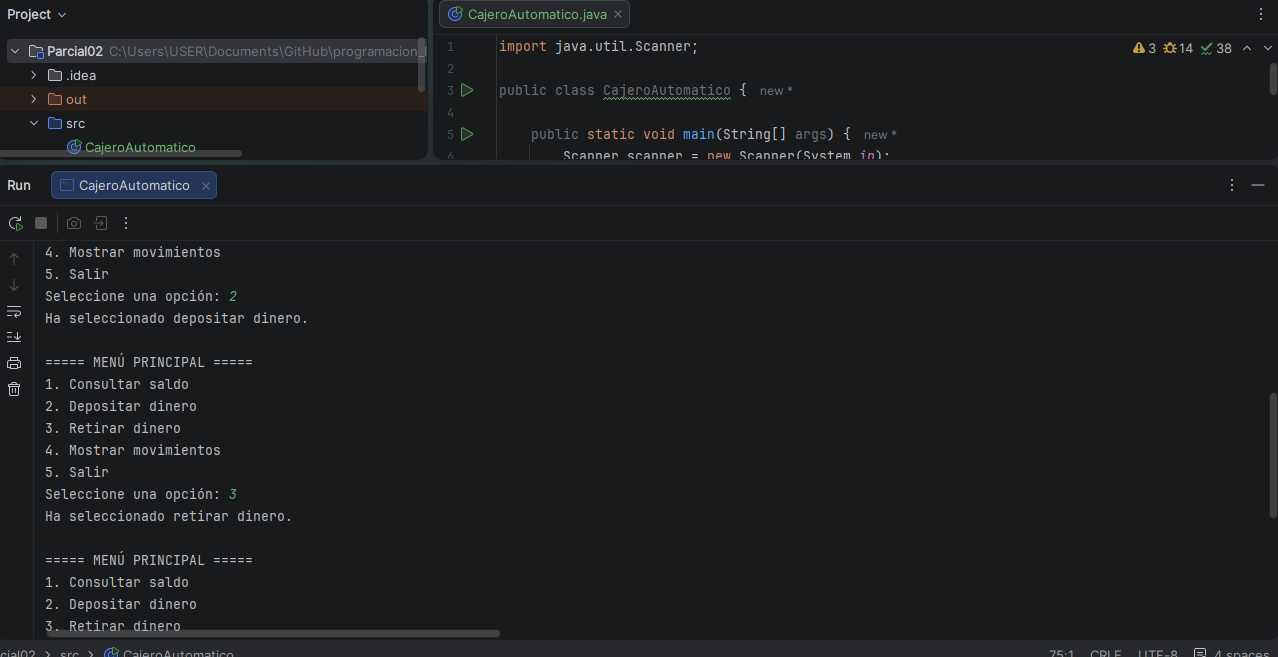 Project
CajeroAutomatico.java
Parcial02 C:\Users\USER\Documents\GitHub\programacion_
.idea
out
src
CajeroAutomatico
3 14 38
1 import java.util.Scanner;
2
3 public class CajeroAutomatico { new *
4
5 public static void main(String[] args) { new *
6 Scanner scanner = new Scanner(System.in);
Run CajeroAutomatico
4. Mostrar movimientos
5. Salir
Seleccione una opción: 2
Ha seleccionado depositar dinero.
===== MENÚ PRINCIPAL =====
1. Consultar saldo
2. Depositar dinero
3. Retirar dinero
4. Mostrar movimientos
5. Salir
Seleccione una opción: 3
Ha seleccionado retirar dinero.
===== MENÚ PRINCIPAL =====
1. Consultar saldo
2. Depositar dinero
3. Retirar dinero
cial02 > src > CajeroAutomatico 75:1 CRLF UTF-8 4 spaces